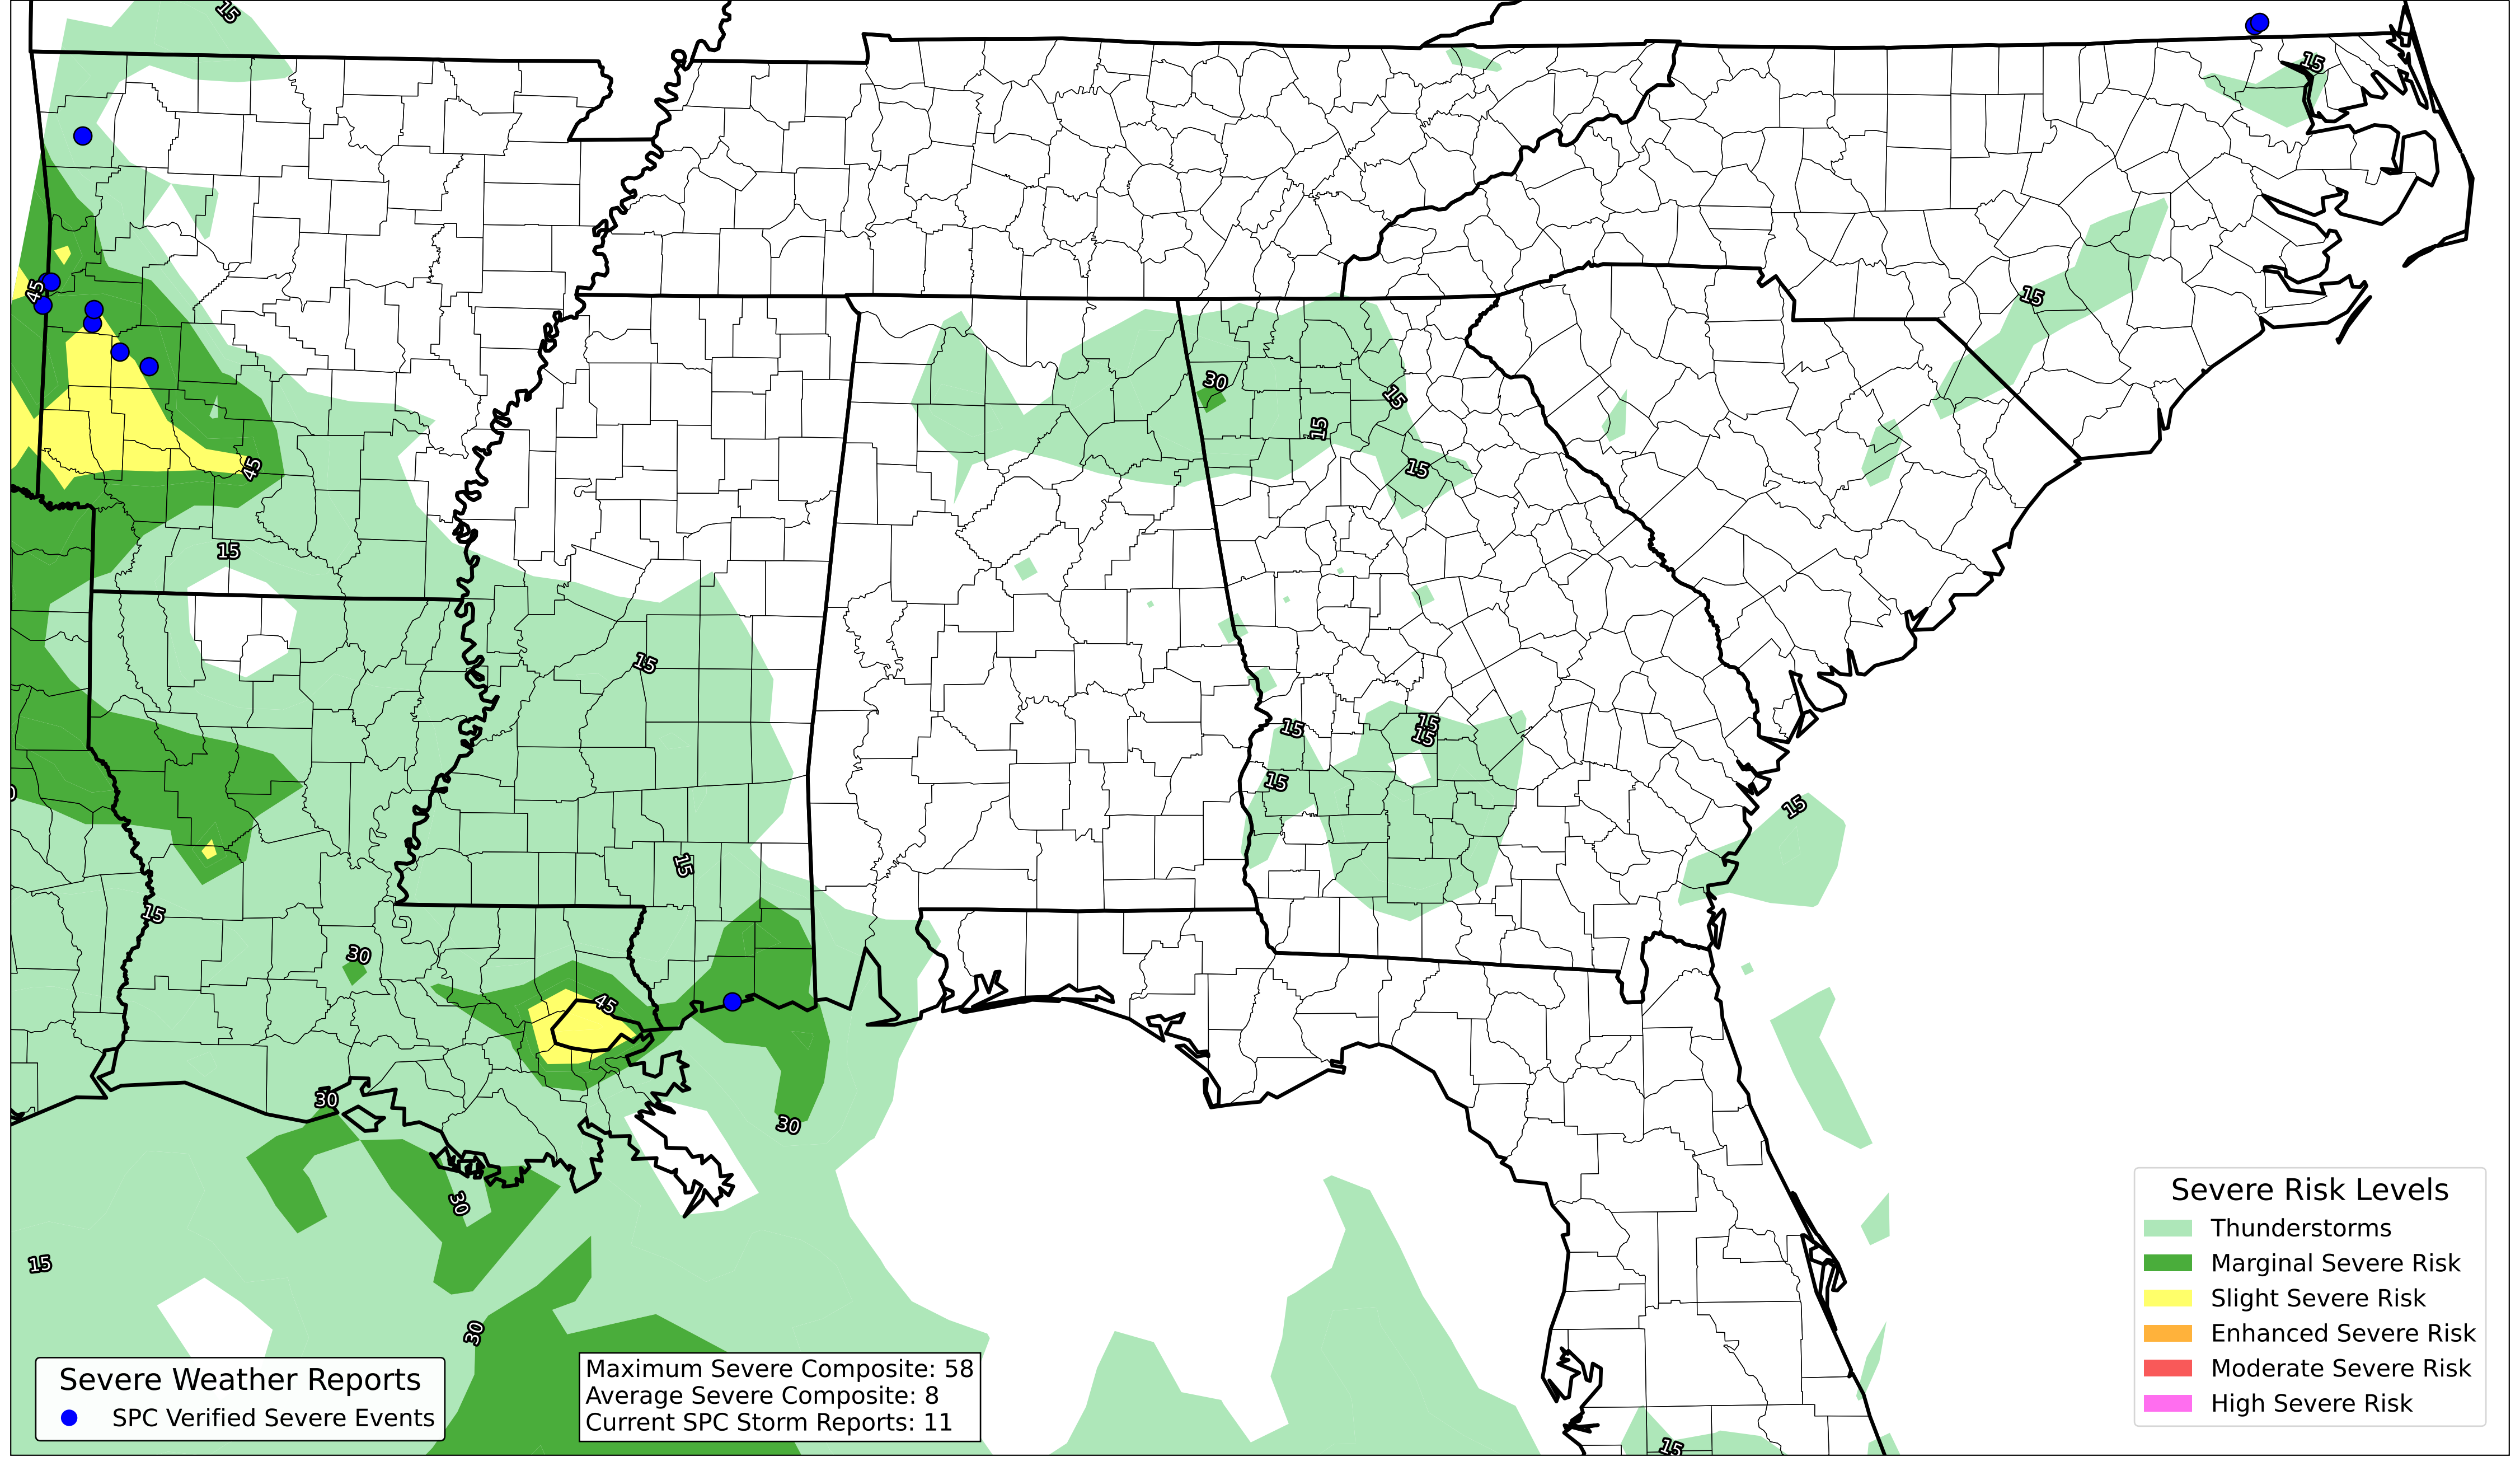 15
15
45
30
15
15
15
15
45
15
15
15
15
15
15
15
15
15
15
30
45
30
30
30
15
30
15
Severe Risk Levels
Thunderstorms
Marginal Severe Risk
Slight Severe Risk
Enhanced Severe Risk
Moderate Severe Risk
High Severe Risk
Severe Weather Reports
SPC Verified Severe Events
Maximum Severe Composite: 58
Average Severe Composite: 8
Current SPC Storm Reports: 11